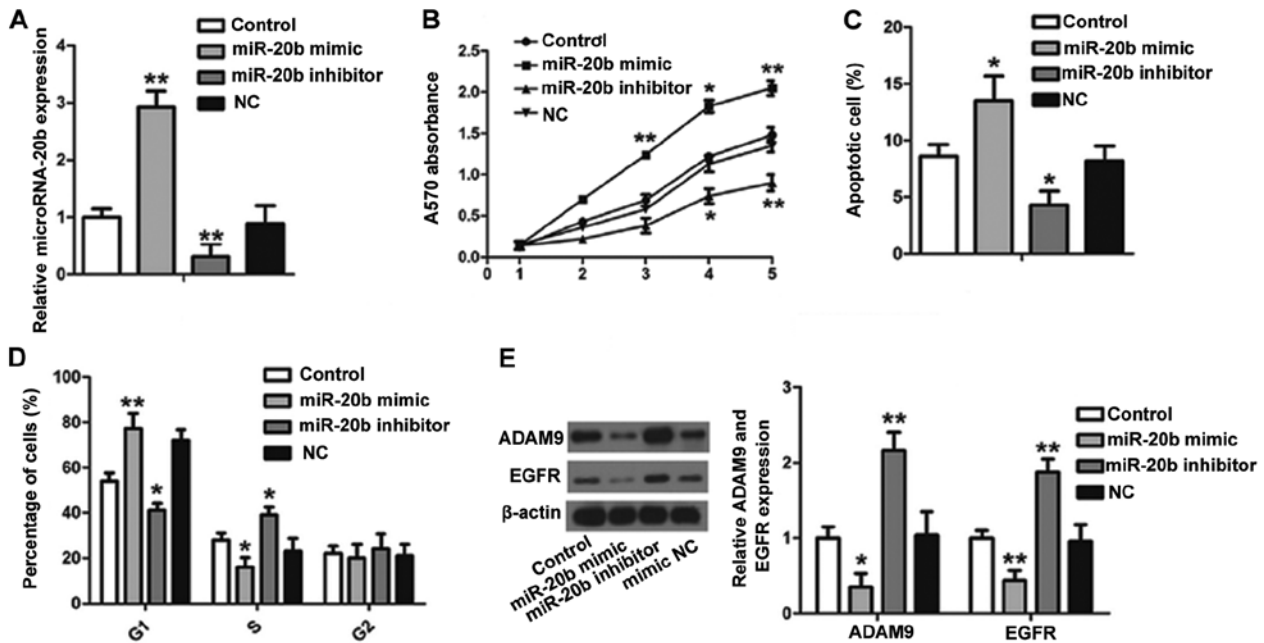 A
Control
miR-20b mimic
miR-20b inhibitor
NC
Relative microRNA-20b expression
4
3
2
1
0
**
**
B
Control
miR-20b mimic
miR-20b inhibitor
NC
A570 absorbance
2.5
2.0
1.5
1.0
0.5
0.0
**
*
**
*
**
0 1 2 3 4 5
C
Control
miR-20b mimic
miR-20b inhibitor
NC
Apoptotic cell (%)
20
15
10
5
0
*
*
D
Control
miR-20b mimic
miR-20b inhibitor
NC
Percentage of cells (%)
100
80
60
40
20
0
**
*
*
*
G1 S G2
E
ADAM9
EGFR
β-actin
Control
miR-20b mimic
miR-20b inhibitor
mimic NC
Relative ADAM9 and
EGFR expression
3
2
1
0
*
**
**
**
ADAM9 EGFR
Control
miR-20b mimic
miR-20b inhibitor
NC